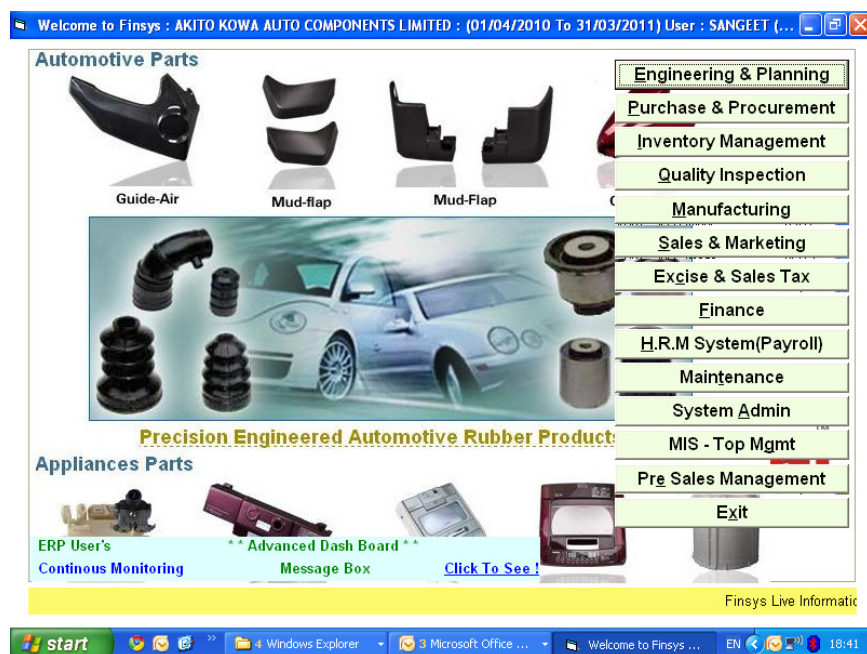 Welcome to Finsys : AKITO KOWA AUTO COMPONENTS LIMITED : (01/04/2010 To 31/03/2011) User : SANGEET (...
Automotive Parts
Engineering & Planning
Purchase & Procurement
Inventory Management
Quality Inspection
Manufacturing
Sales & Marketing
Excise & Sales Tax
Finance
H.R.M System(Payroll)
Maintenance
System Admin
MIS - Top Mgmt
Pre Sales Management
Exit
Guide-Air
Mud-flap
Mud-Flap
Precision Engineered Automotive Rubber Products
Appliances Parts
ERP User's
* * Advanced Dash Board * *
Continous Monitoring
Message Box
Click To See !
Finsys Live Informatic
start
4 Windows Explorer
3 Microsoft Office ...
Welcome to Finsys ...
EN
18:41